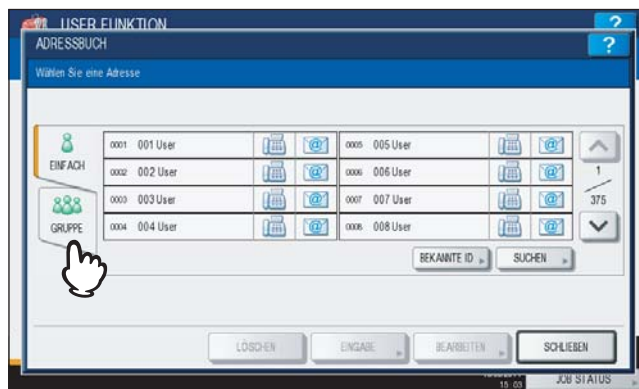 USER FUNKTION
?
ADRESSBUCH
?
Wählen Sie eine Adresse
EINFACH
GRUPPE
0001 001 User
0005 005 User
0002 002 User
0006 006 User
0003 003 User
0007 007 User
0004 004 User
0008 008 User
1
375
BEKANNTE ID
SUCHEN
LÖSCHEN
EINGABE
BEARBEITEN
SCHLIEßEN
15:03
JOB STATUS